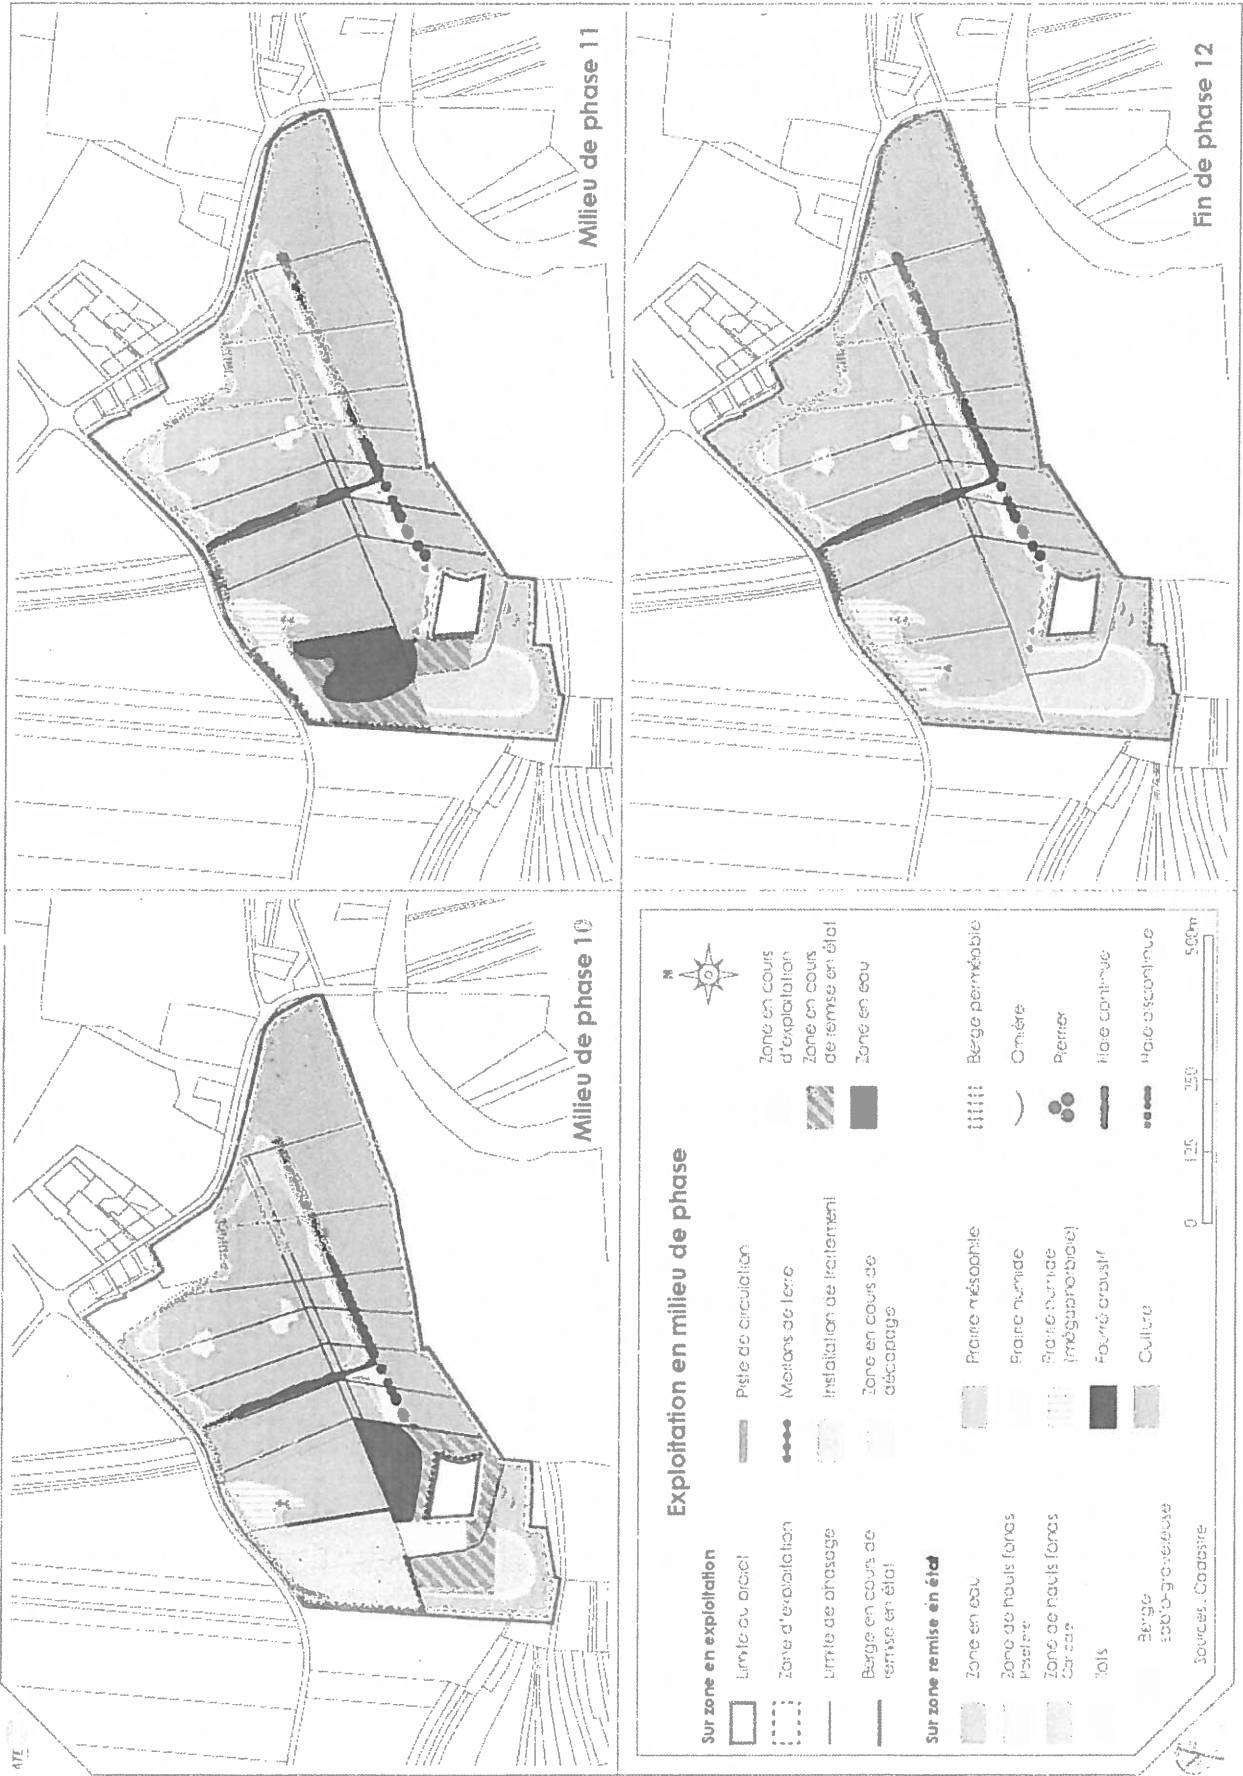 Milieu de phase 10
Milieu de phase 11
Fin de phase 12
Exploitation en milieu de phase
N
Sur zone en exploitation
Limite du projet
Zone d'exploitation
Limite de phasage
Berge en cours de
remise en état
Piste de circulation
Merlons de terre
Installation de traitement
Zone en cours de
décapage
Zone en cours
d'exploitation
Zone en cours
de remise en état
Zone en eau
Sur zone remise en état
Zone en eau
Zone de hauts fonds
Zone de hauts fonds
Ilots
Berge
sablo-graveleuse
Prairie mésophile
Prairie humide
Prairie humide
(mégaphorbiaie)
Fourré arbustif
Culture
Berge perméable
Ornière
Pierrier
Haie continue
Haie discontinue
0 125 250 500m
Sources : Cadastre